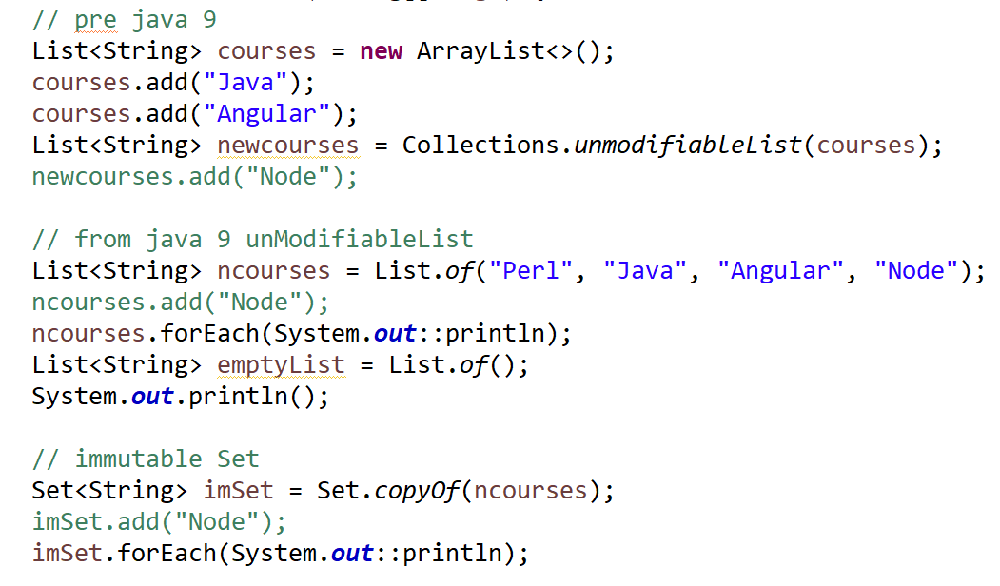 // pre java 9
List<String> courses = new ArrayList<>();
courses.add("Java");
courses.add("Angular");
List<String> newcourses = Collections.unmodifiableList(courses);
newcourses.add("Node");
// from java 9 unModifiableList
List<String> ncourses = List.of("Perl", "Java", "Angular", "Node");
ncourses.add("Node");
ncourses.forEach(System.out::println);
List<String> emptyList = List.of();
System.out.println();
// immutable Set
Set<String> imSet = Set.copyOf(ncourses);
imSet.add("Node");
imSet.forEach(System.out::println);